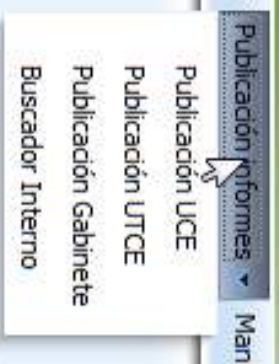 Publicación informes
Man
Publicación UCE
Publicación UTCE
Publicación Gabinete
Buscador Interno